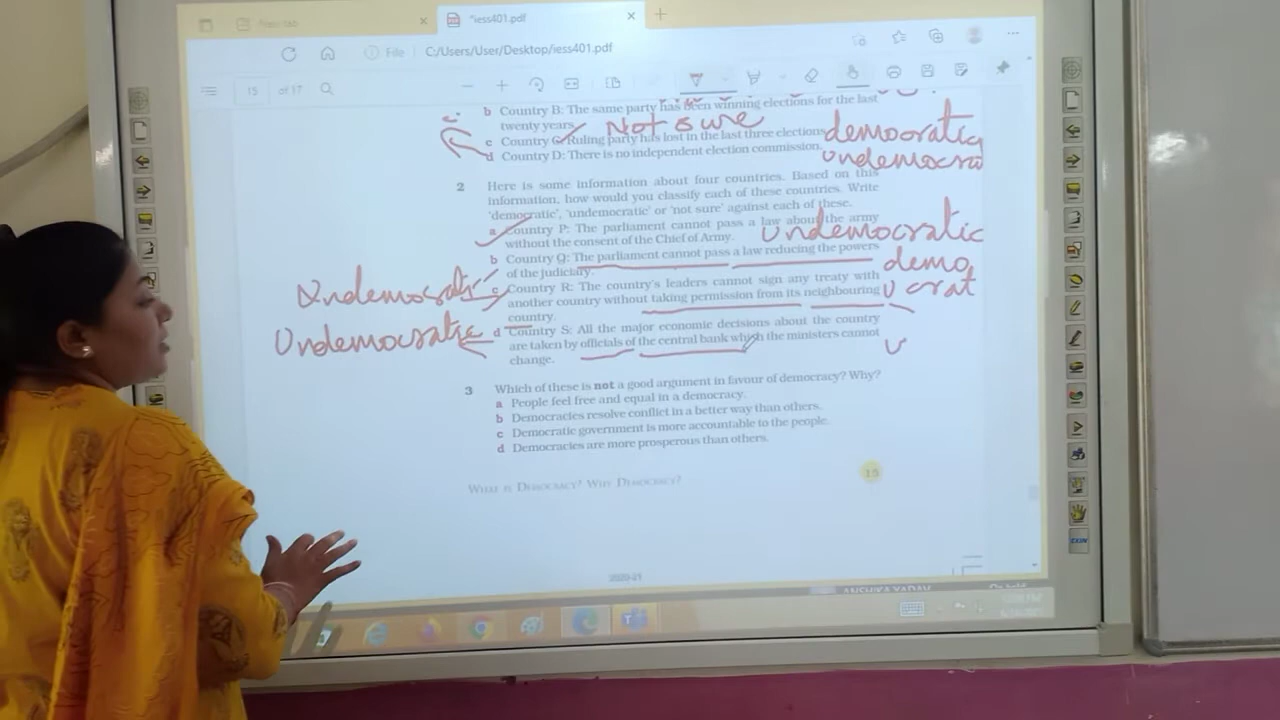 New tab
*iess401.pdf
File C:/Users/User/Desktop/iess401.pdf
15 of 17
b Country B: The same party has been winning elections for the last
twenty years. Not sure
c Country C: Ruling party has lost in the last three elections. democratic
d Country D: There is no independent election commission. Undemocra
2 Here is some information about four countries. Based on this
information, how would you classify each of these countries. Write
'democratic', 'undemocratic' or 'not sure' against each of these.
a Country P: The parliament cannot pass a law about the army
without the consent of the Chief of Army. Undemocratic
b Country Q: The parliament cannot pass a law reducing the powers
of the judiciary. demo
crat
Undemocratic c Country R: The country's leaders cannot sign any treaty with
another country without taking permission from its neighbouring
country.
Undemocratic d Country S: All the major economic decisions about the country
are taken by officials of the central bank which the ministers cannot
change.
3 Which of these is not a good argument in favour of democracy? Why?
a People feel free and equal in a democracy.
b Democracies resolve conflict in a better way than others.
c Democratic government is more accountable to the people.
d Democracies are more prosperous than others.
15
WHAT IS DEMOCRACY? WHY DEMOCRACY?
2020-21